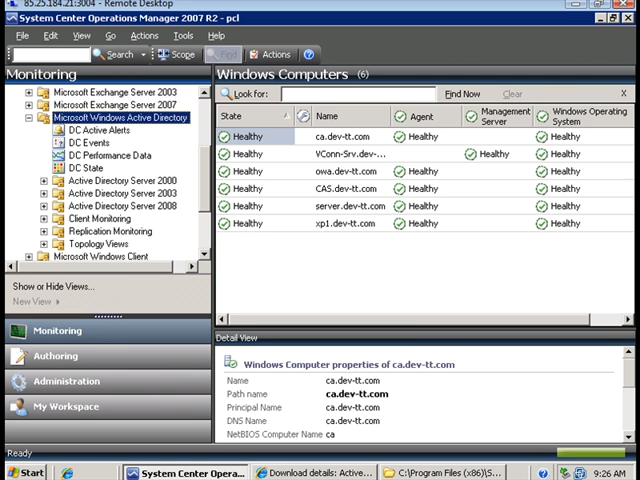 85.25.184.21:3004 - Remote Desktop
System Center Operations Manager 2007 R2 - pcl
File Edit View Go Actions Tools Help
Search Scope Find Actions
Monitoring
Microsoft Exchange Server 2003
Microsoft Exchange Server 2007
Microsoft Windows Active Directory
DC Active Alerts
DC Events
DC Performance Data
DC State
Active Directory Server 2000
Active Directory Server 2003
Active Directory Server 2008
Client Monitoring
Replication Monitoring
Topology Views
Microsoft Windows Client
Show or Hide Views...
New View
Monitoring
Authoring
Administration
My Workspace
Windows Computers (6)
Look for: Find Now Clear X
State Name Agent Management Server Windows Operating System
Healthy ca.dev-tt.com Healthy Healthy
Healthy VConn-Srv.dev-... Healthy Healthy
Healthy owa.dev-tt.com Healthy Healthy
Healthy CAS.dev-tt.com Healthy Healthy
Healthy server.dev-tt.com Healthy Healthy
Healthy xp1.dev-tt.com Healthy Healthy
Detail View
Windows Computer properties of ca.dev-tt.com
Name ca.dev-tt.com
Path name ca.dev-tt.com
Principal Name ca.dev-tt.com
DNS Name ca.dev-tt.com
NetBIOS Computer Name ca
Ready
Start System Center Opera... Download details: Active... C:\Program Files (x86)\S... 9:26 AM